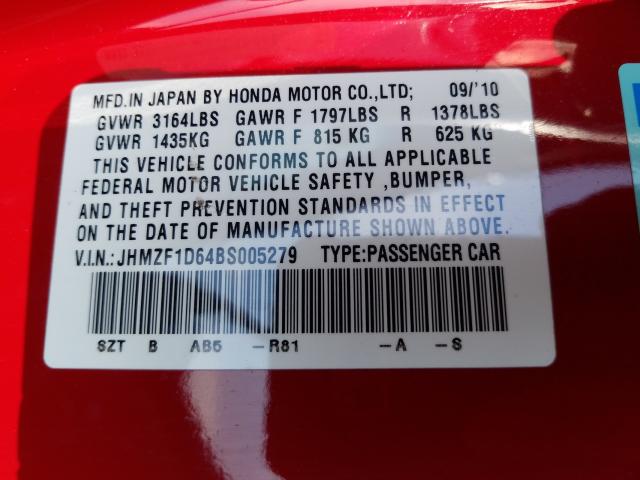 MFD.IN JAPAN BY HONDA MOTOR CO.,LTD; 09/'10
GVWR 3164LBS GAWR F 1797LBS R 1378LBS
GVWR 1435KG GAWR F 815 KG R 625 KG
THIS VEHICLE CONFORMS TO ALL APPLICABLE
FEDERAL MOTOR VEHICLE SAFETY ,BUMPER,
AND THEFT PREVENTION STANDARDS IN EFFECT
ON THE DATE OF MANUFACTURE SHOWN ABOVE.
V.I.N.:JHMZF1D64BS005279 TYPE:PASSENGER CAR
SZT B AB5 -R81 -A -S